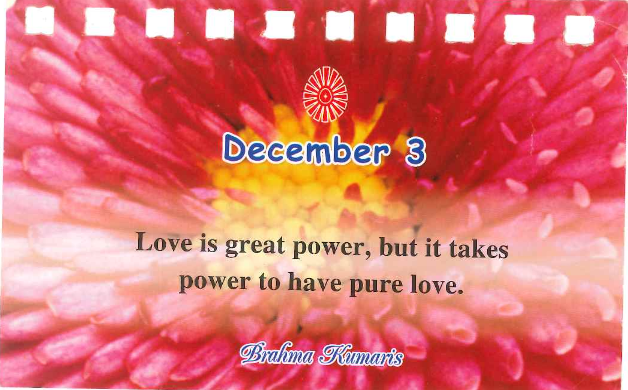 December 3
Love is great power, but it takes
power to have pure love.
Brahma Kumaris